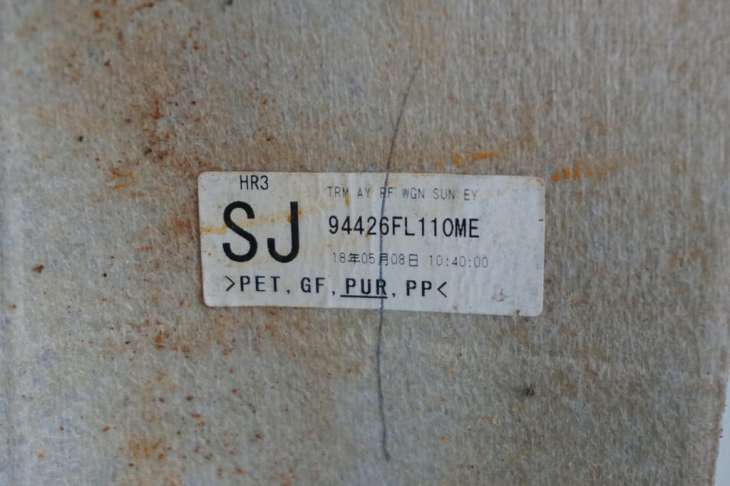 HR3
TRM AY RF WGN SUN EY
SJ
94426FL110ME
18年05月08日 10:40:00
>PET, GF, PUR, PP<